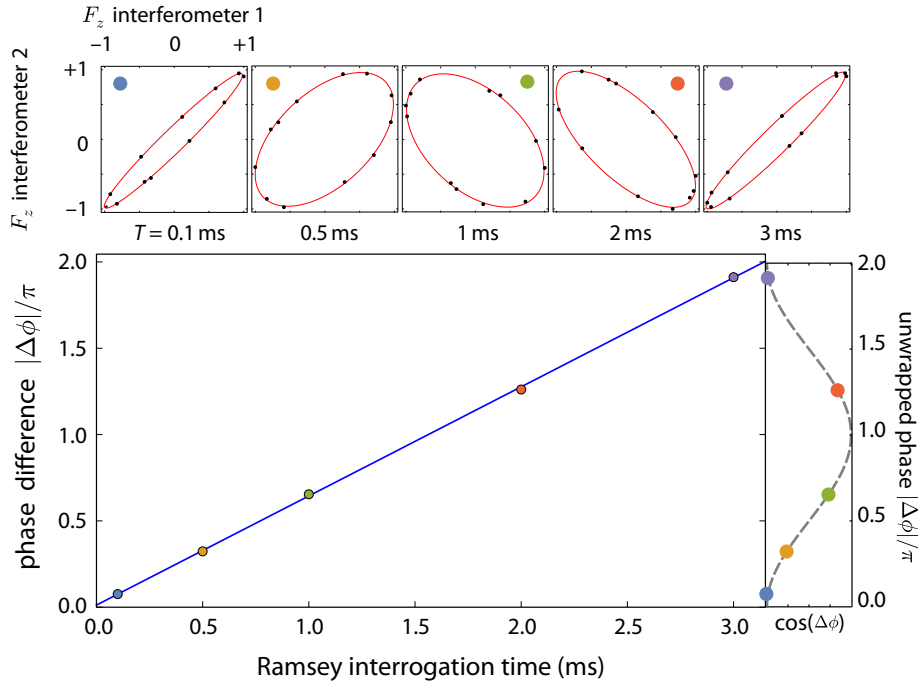 F_z interferometer 1
−1 0 +1
F_z interferometer 2
+1
0
−1
T = 0.1 ms 0.5 ms 1 ms 2 ms 3 ms
phase difference |Δϕ|/π
2.0
1.5
1.0
0.5
0.0
0.0 0.5 1.0 1.5 2.0 2.5 3.0
Ramsey interrogation time (ms)
cos(Δϕ)
2.0
1.5
1.0
0.5
0.0
unwrapped phase |Δϕ|/π